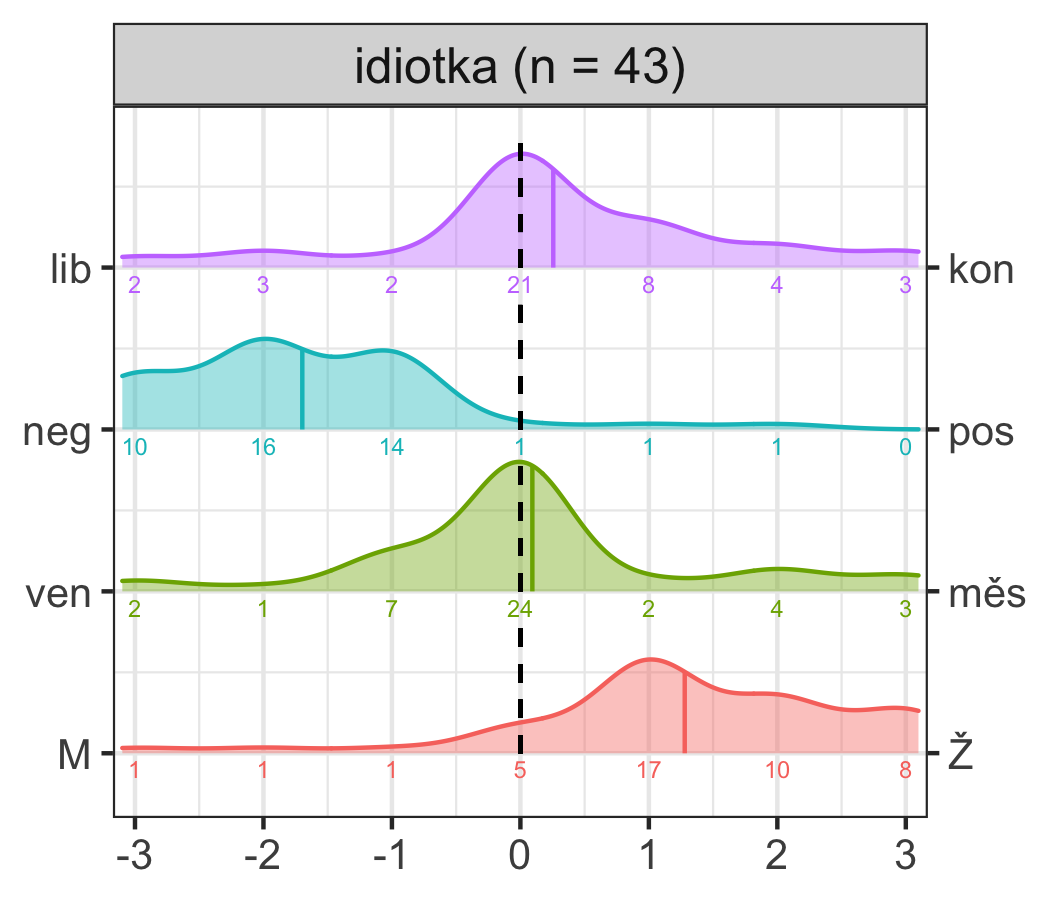 idiotka (n = 43)
lib kon
2 3 2 21 8 4 3
neg pos
10 16 14 1 1 1 0
ven měs
2 1 7 24 2 4 3
M Ž
1 1 1 5 17 10 8
-3 -2 -1 0 1 2 3